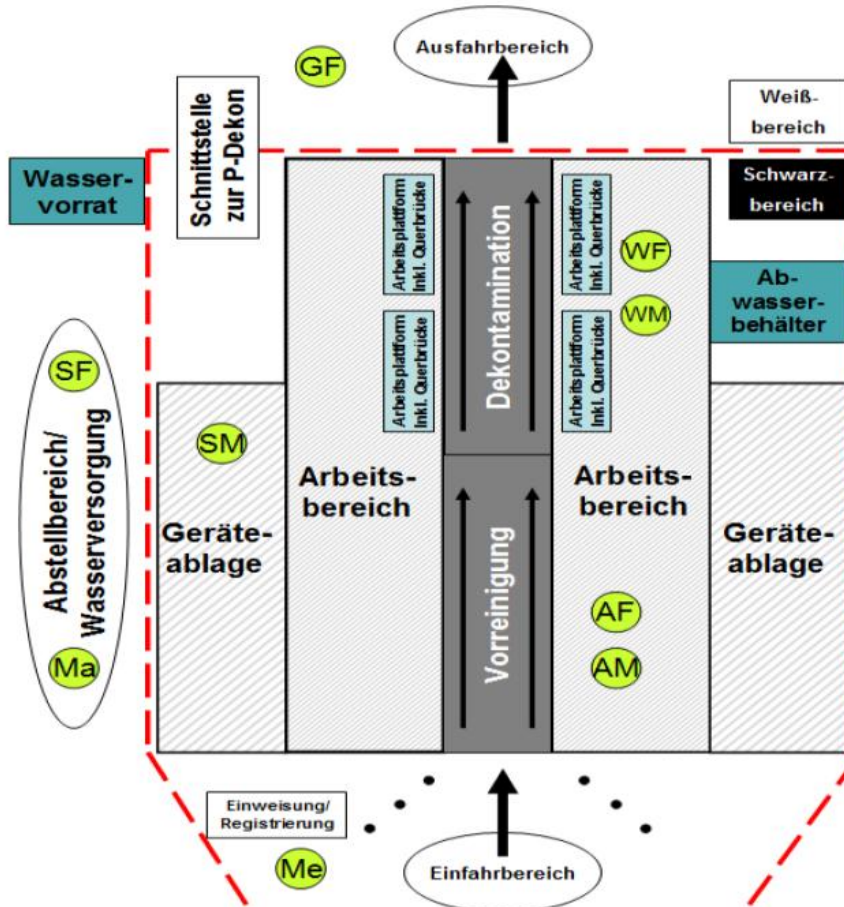 Ausfahrbereich
GF
Weiß-
bereich
Schnittstelle
zur P-Dekon
Wasser-
vorrat
Schwarz-
bereich
Arbeitsplattform
Inkl. Querbrücke
Arbeitsplattform
Inkl. Querbrücke
Dekontamination
Arbeitsplattform
Inkl. Querbrücke
Arbeitsplattform
Inkl. Querbrücke
WF
WM
Ab-
wasser-
behälter
SF
Abstellbereich/
Wasserversorgung
Ma
SM
Geräte-
ablage
Arbeits-
bereich
Vorreinigung
Arbeits-
bereich
AF
AM
Geräte-
ablage
Einweisung/
Registrierung
Me
Einfahrbereich